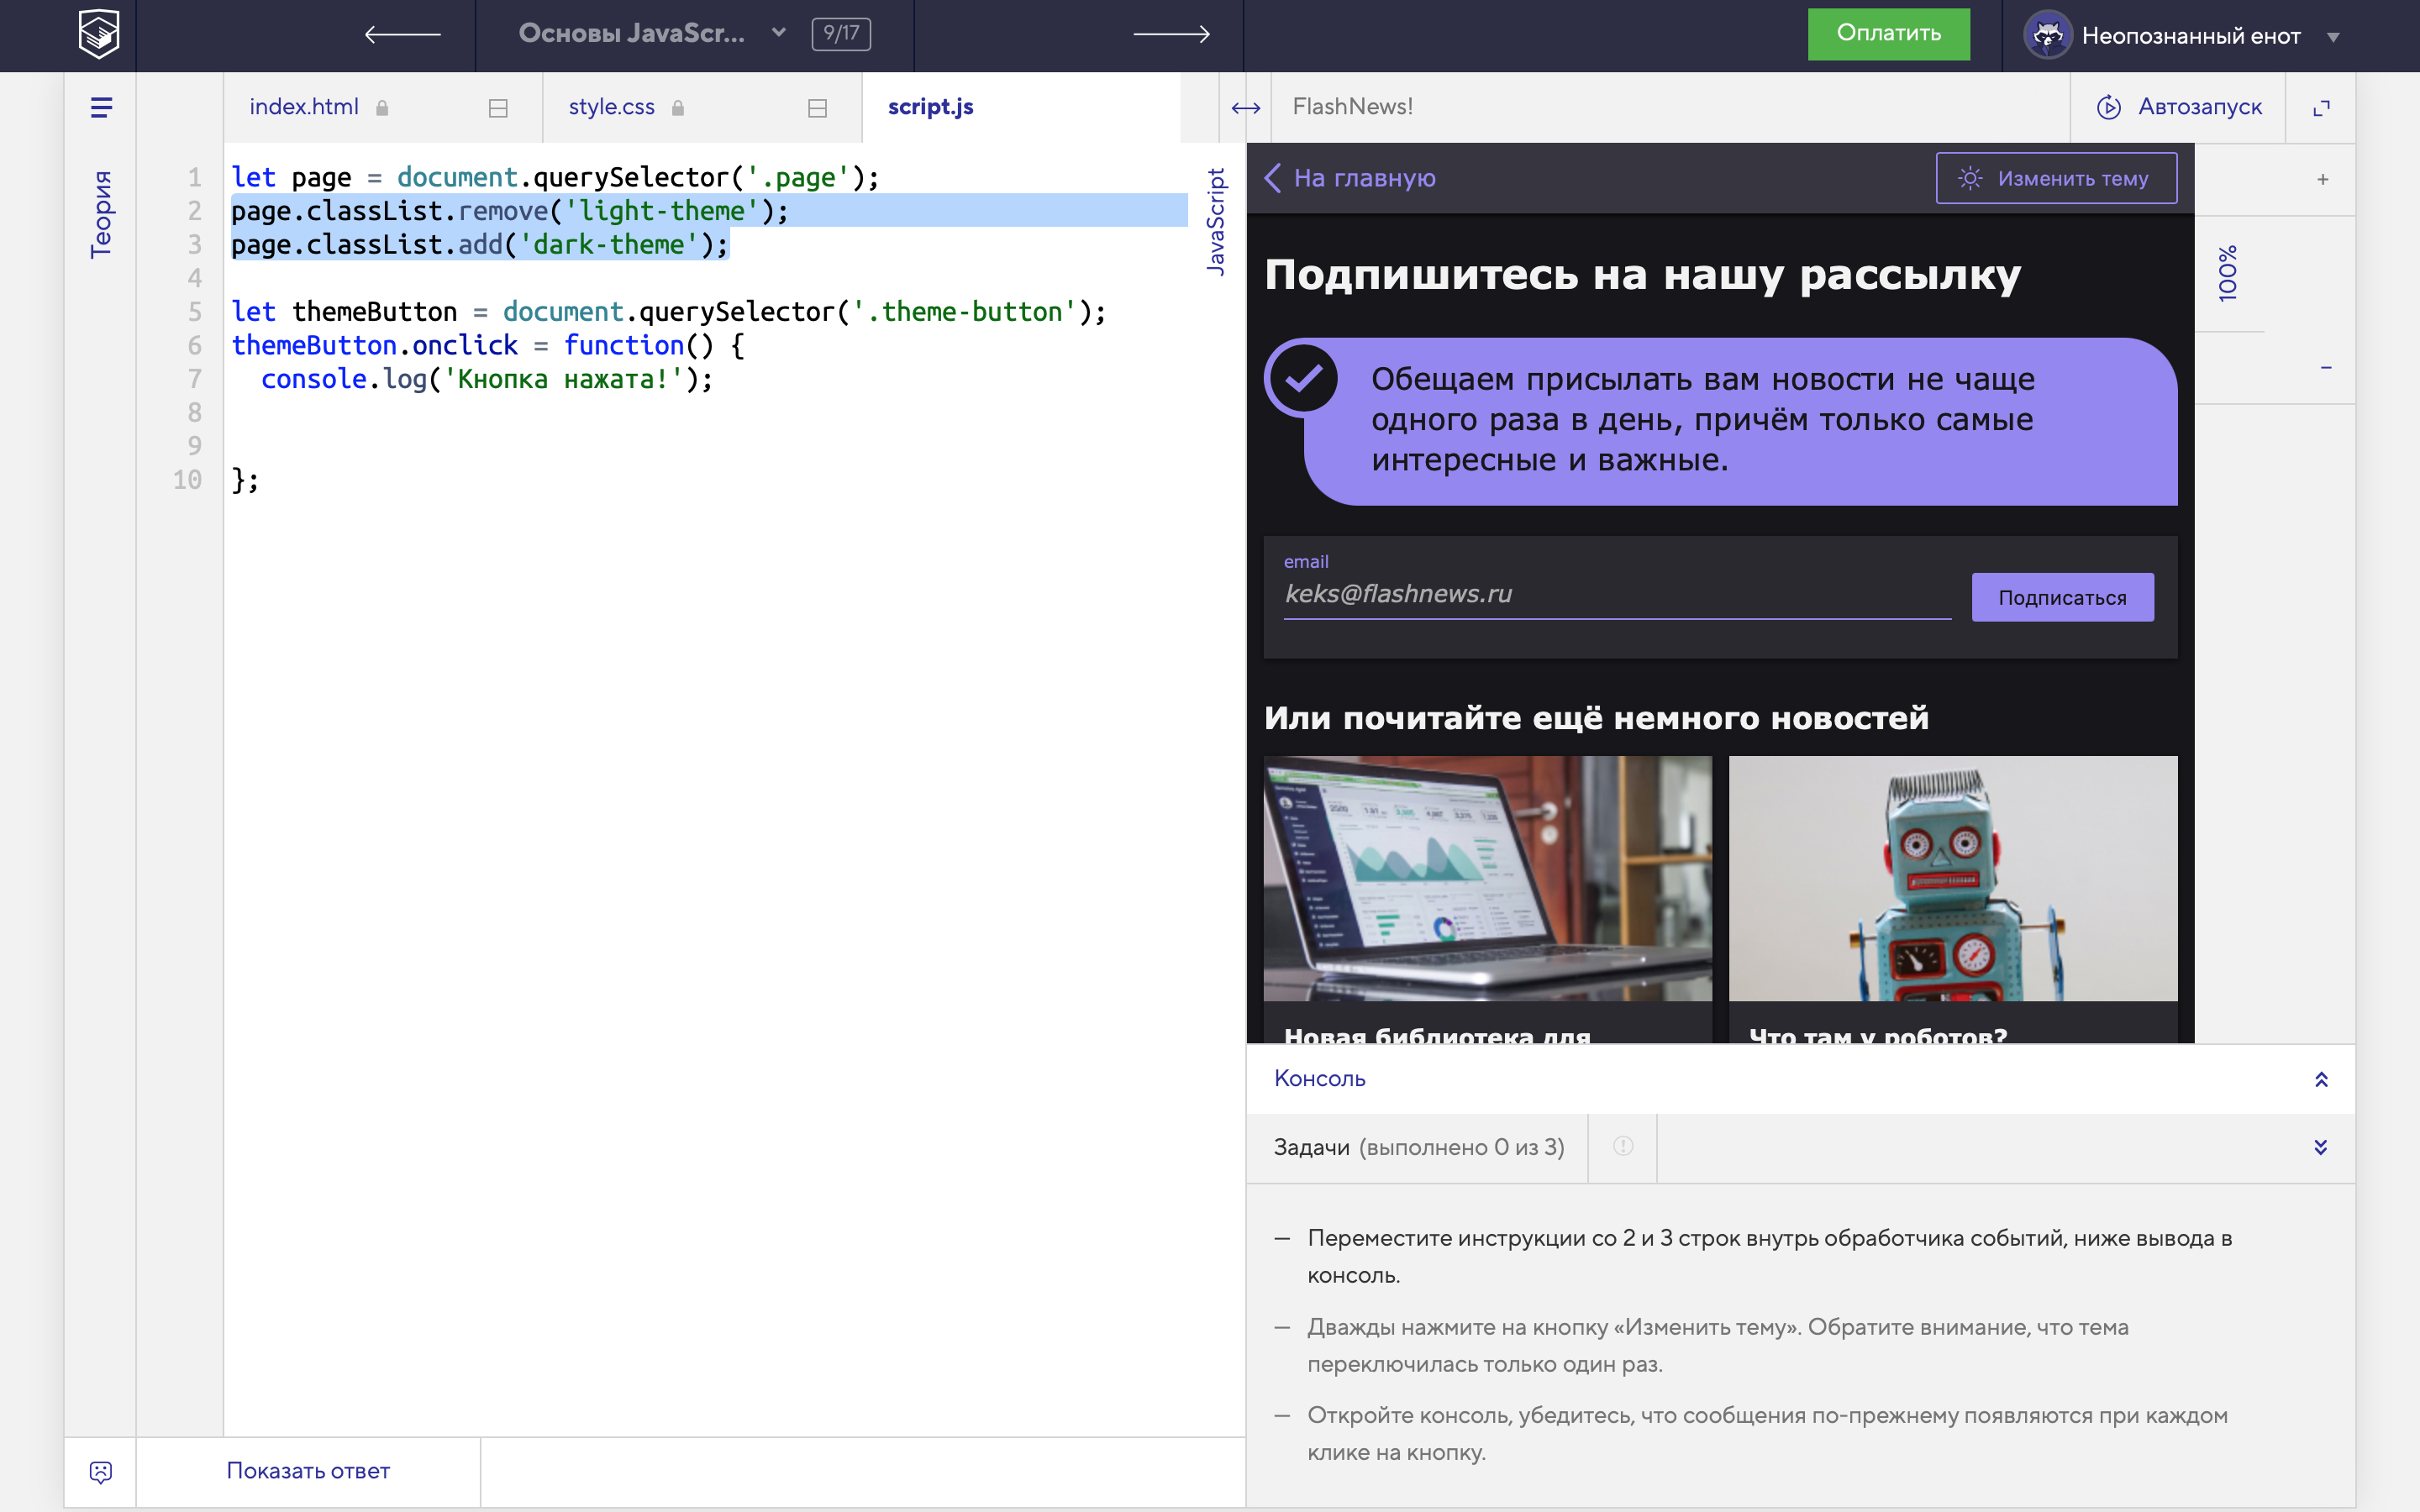 Основы JavaScr...
9/17
Оплатить
Неопознанный енот
Теория
index.html
style.css
script.js
1 let page = document.querySelector('.page');
2 page.classList.remove('light-theme');
3 page.classList.add('dark-theme');
4
5 let themeButton = document.querySelector('.theme-button');
6 themeButton.onclick = function() {
7 console.log('Кнопка нажата!');
8
9
10 };
JavaScript
Показать ответ
FlashNews!
Автозапуск
100%
На главную
Изменить тему
Подпишитесь на нашу рассылку
Обещаем присылать вам новости не чаще
одного раза в день, причём только самые
интересные и важные.
email
keks@flashnews.ru
Подписаться
Или почитайте ещё немного новостей
Новая библиотека для
Что там у роботов?
Консоль
Задачи (выполнено 0 из 3)
— Переместите инструкции со 2 и 3 строк внутрь обработчика событий, ниже вывода в
консоль.
— Дважды нажмите на кнопку «Изменить тему». Обратите внимание, что тема
переключилась только один раз.
— Откройте консоль, убедитесь, что сообщения по-прежнему появляются при каждом
клике на кнопку.